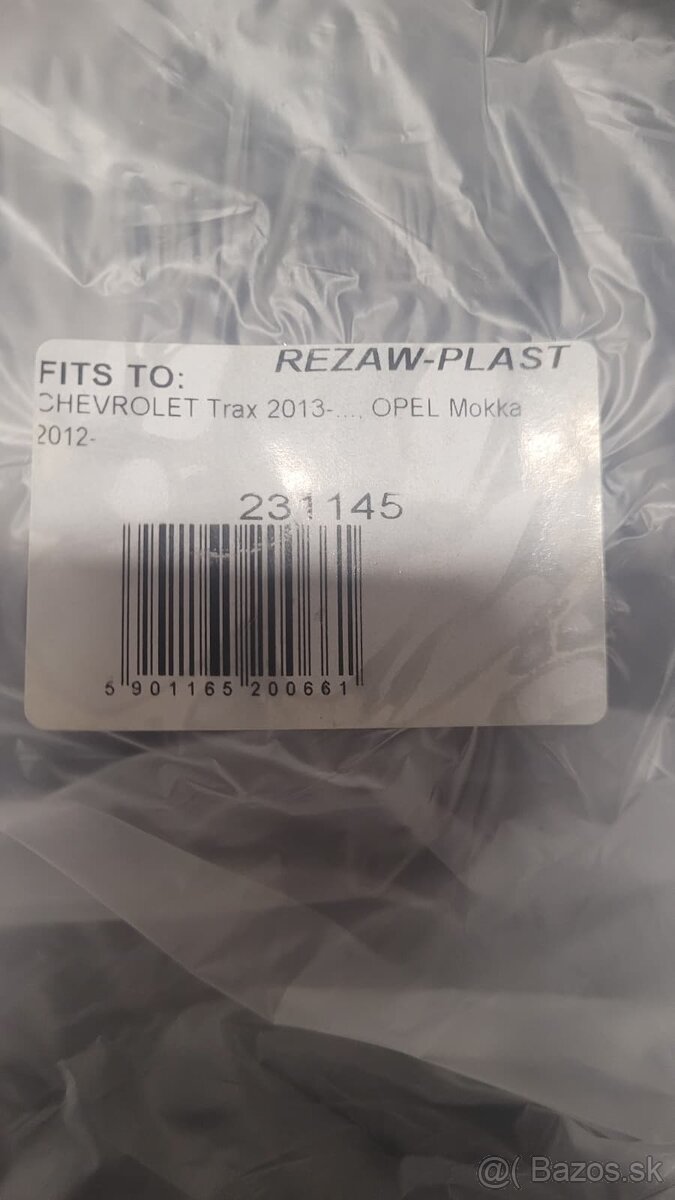 REZAW-PLAST
FITS TO:
CHEVROLET Trax 2013-..., OPEL Mokka
2012-
231145
5 901165 200661
@( Bazos.sk